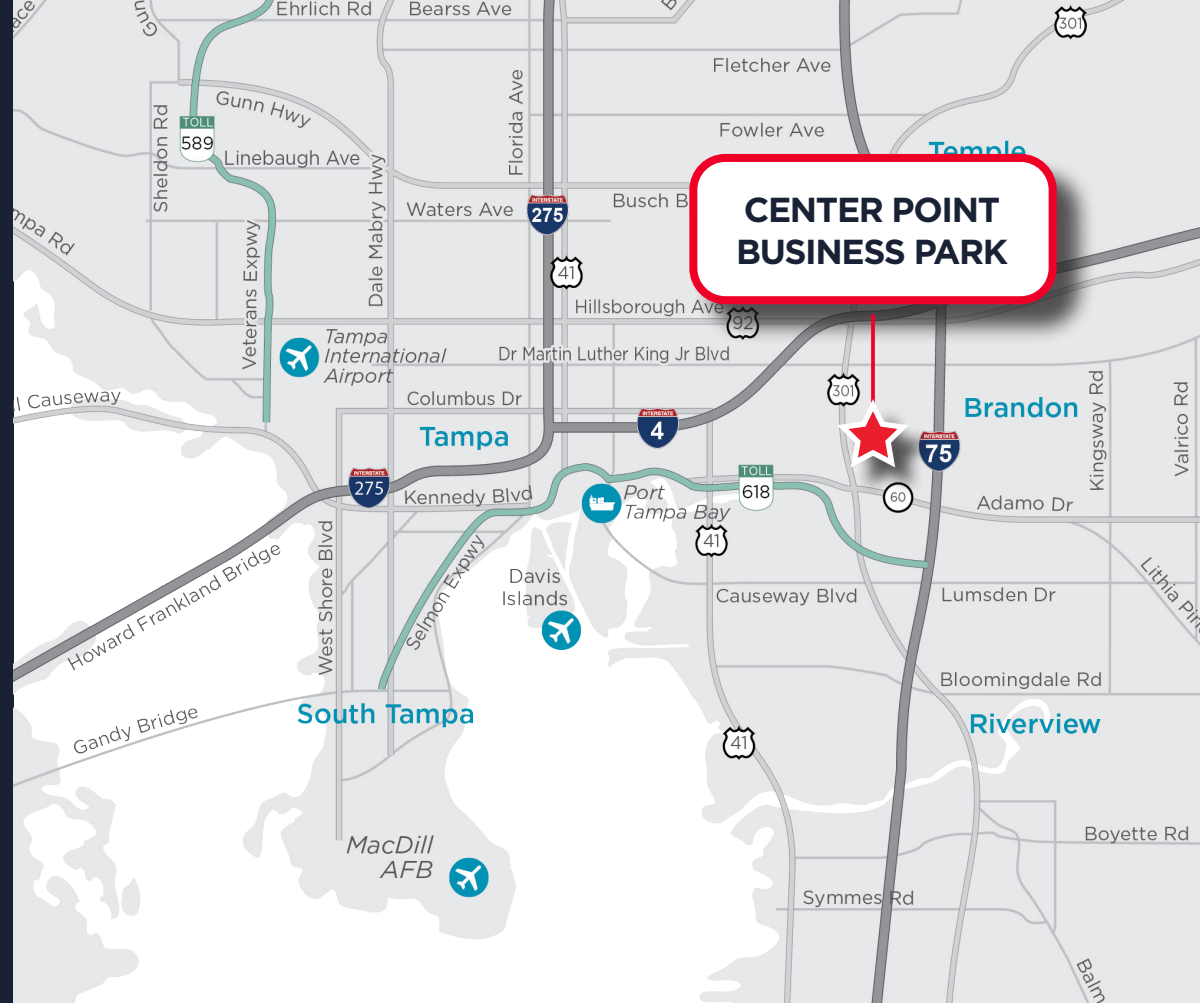 Ehrlich Rd
Bearss Ave
301
Fletcher Ave
Gunn Hwy
Florida Ave
Sheldon Rd
TOLL
589
Fowler Ave
Temple
Linebaugh Ave
Dale Mabry Hwy
CENTER POINT
BUSINESS PARK
Waters Ave
INTERSTATE
275
Busch B
mpa Rd
Veterans Expwy
41
Hillsborough Ave
92
Tampa
International
Airport
Dr Martin Luther King Jr Blvd
301
Kingsway Rd
Valrico Rd
Causeway
Columbus Dr
Brandon
Tampa
INTERSTATE
4
INTERSTATE
75
INTERSTATE
275
Kennedy Blvd
Port
Tampa Bay
TOLL
618
60
Adamo Dr
41
Howard Frankland Bridge
West Shore Blvd
Selmon Expwy
Davis
Islands
Causeway Blvd
Lumsden Dr
Lithia Pin
Bloomingdale Rd
South Tampa
Gandy Bridge
Riverview
41
MacDill
AFB
Boyette Rd
Symmes Rd
Balm